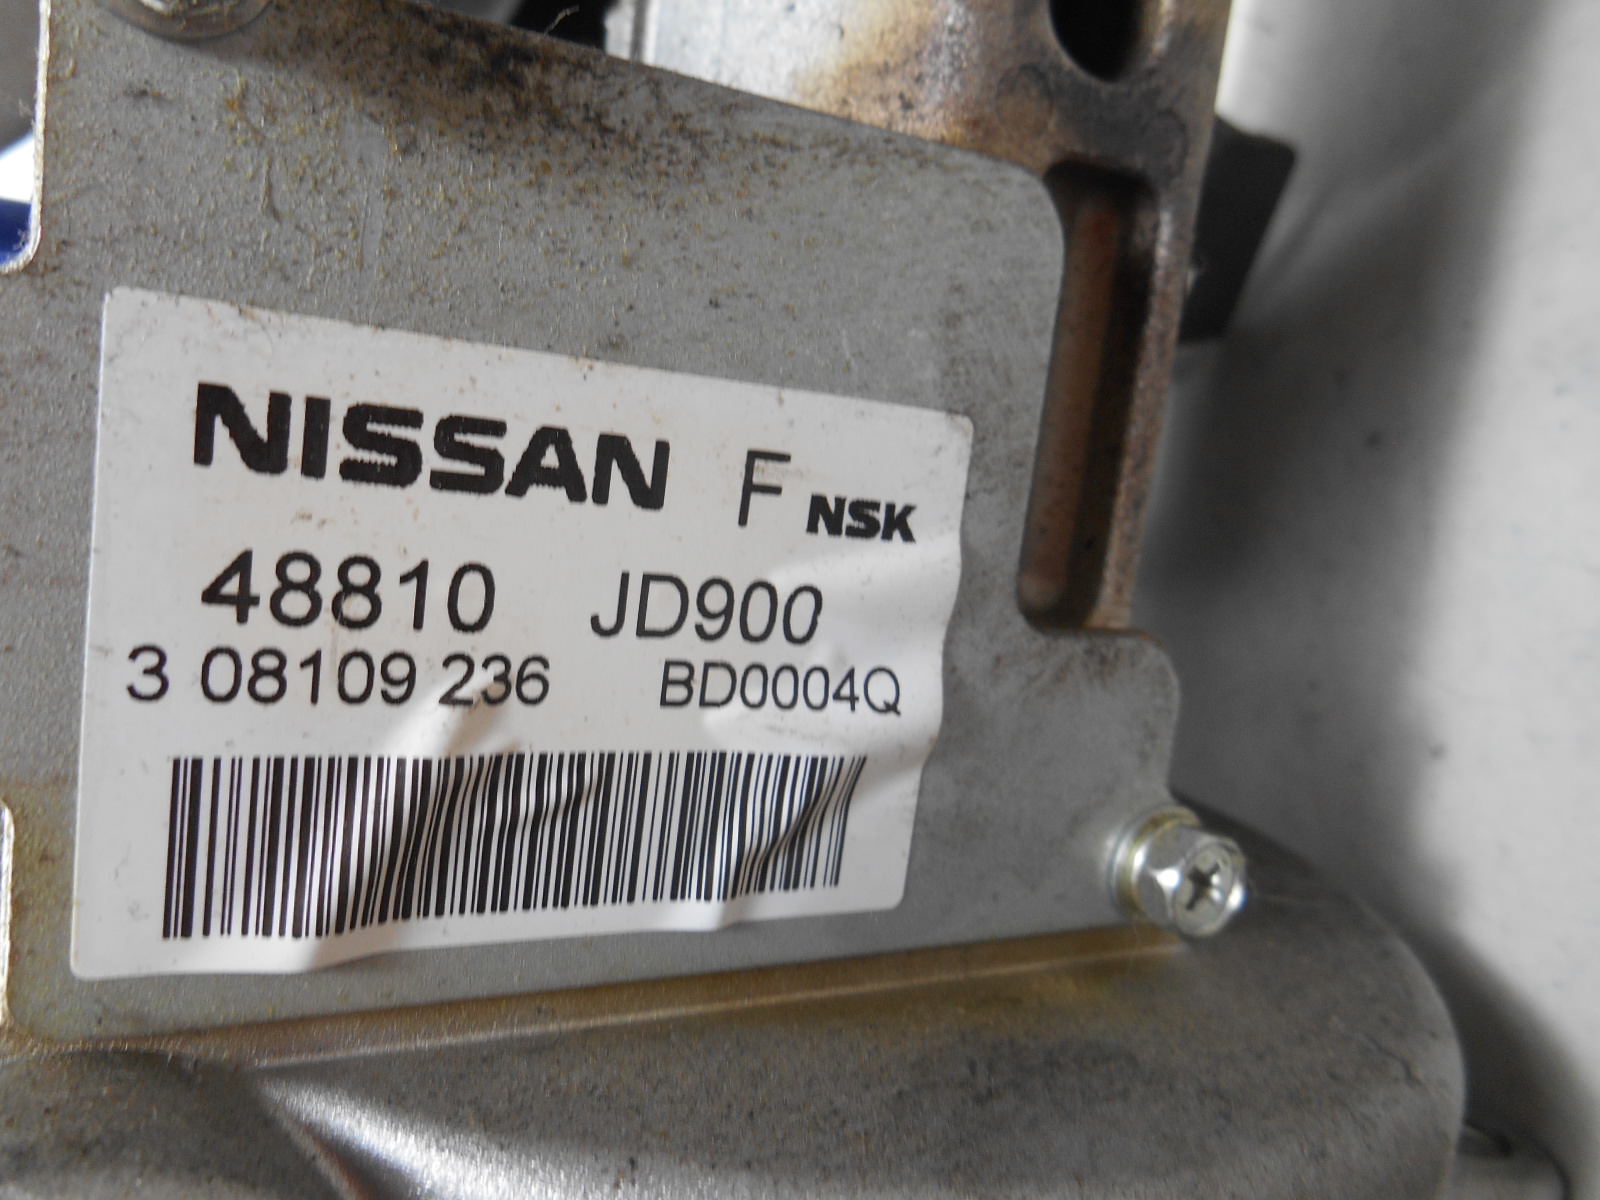 NISSAN F NSK
48810 JD900
3 08109 236 BD0004Q